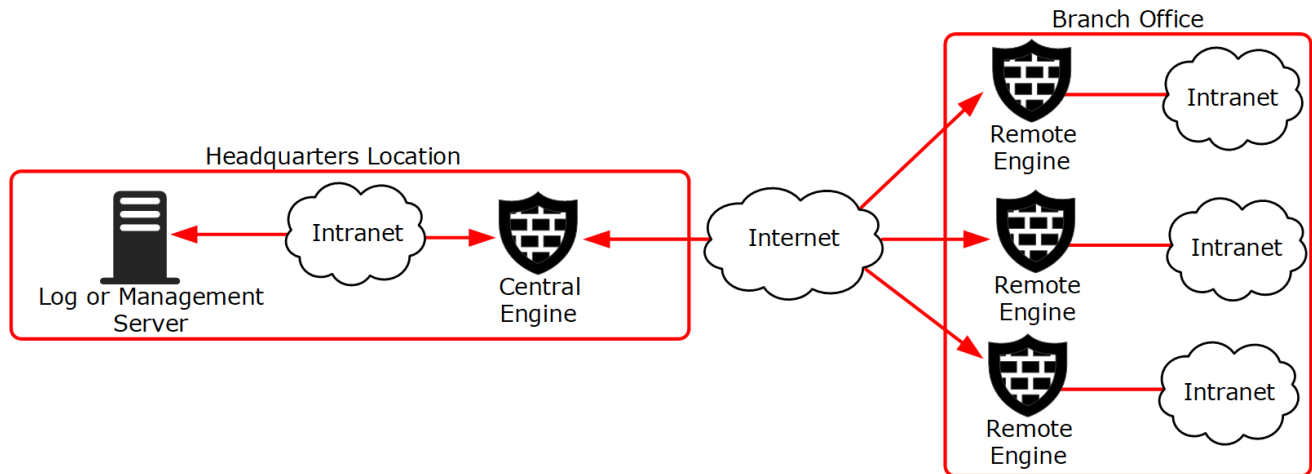 Branch Office
Headquarters Location
Log or Management
Server
Intranet
Central
Engine
Internet
Remote
Engine
Intranet
Remote
Engine
Intranet
Remote
Engine
Intranet